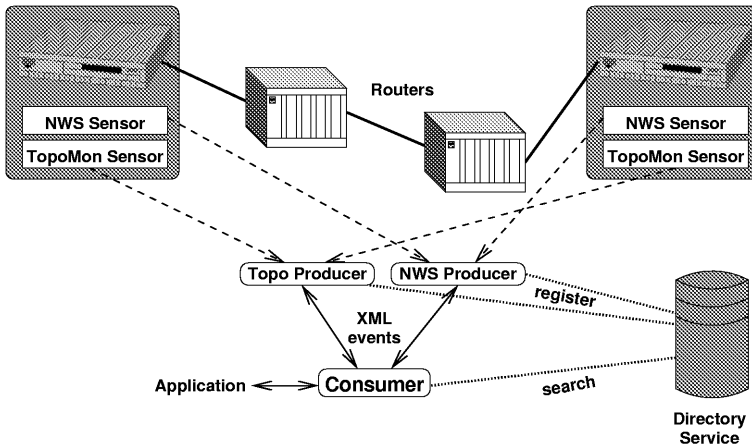 Routers
NWS Sensor
TopoMon Sensor
NWS Sensor
TopoMon Sensor
Topo Producer
NWS Producer
register
XML
events
Application
Consumer
search
Directory
Service